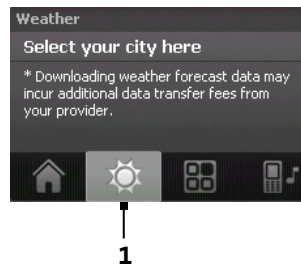 Weather
Select your city here
* Downloading weather forecast data may
incur additional data transfer fees from
your provider.
1